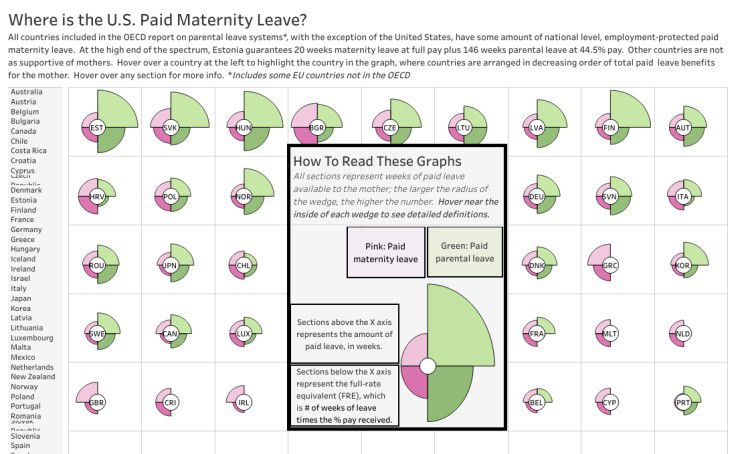 Where is the U.S. Paid Maternity Leave?
All countries included in the OECD report on parental leave systems*, with the exception of the United States, have some amount of national level, employment-protected paid
maternity leave. At the high end of the spectrum, Estonia guarantees 20 weeks maternity leave at full pay plus 146 weeks parental leave at 44.5% pay. Other countries are not
as supportive of mothers. Hover over a country at the left to highlight the country in the graph, where countries are arranged in decreasing order of total paid leave benefits
for the mother. Hover over any section for more info. *Includes some EU countries not in the OECD
Australia
Austria
Belgium
Bulgaria
Canada
Chile
Costa Rica
Croatia
Cyprus
Denmark
Estonia
Finland
France
Germany
Greece
Hungary
Iceland
Ireland
Israel
Italy
Japan
Korea
Latvia
Lithuania
Luxembourg
Malta
Mexico
Netherlands
New Zealand
Norway
Poland
Portugal
Romania
Slovenia
Spain
EST
SVK
HUN
BGR
CZE
LTU
LVA
FIN
AUT
HRV
POL
NOR
DEU
SVN
ITA
ROU
JPN
CHL
DNK
GRC
KOR
SWE
CAN
LUX
FRA
MLT
NLD
GBR
CRI
IRL
BEL
CYP
PRT
How To Read These Graphs
All sections represent weeks of paid leave
available to the mother; the larger the radius of
the wedge, the higher the number. Hover near the
inside of each wedge to see detailed definitions.
Pink: Paid
maternity leave
Green: Paid
parental leave
Sections above the X axis
represents the amount of
paid leave, in weeks.
Sections below the X axis
represent the full-rate
equivalent (FRE), which
is # of weeks of leave
times the % pay received.